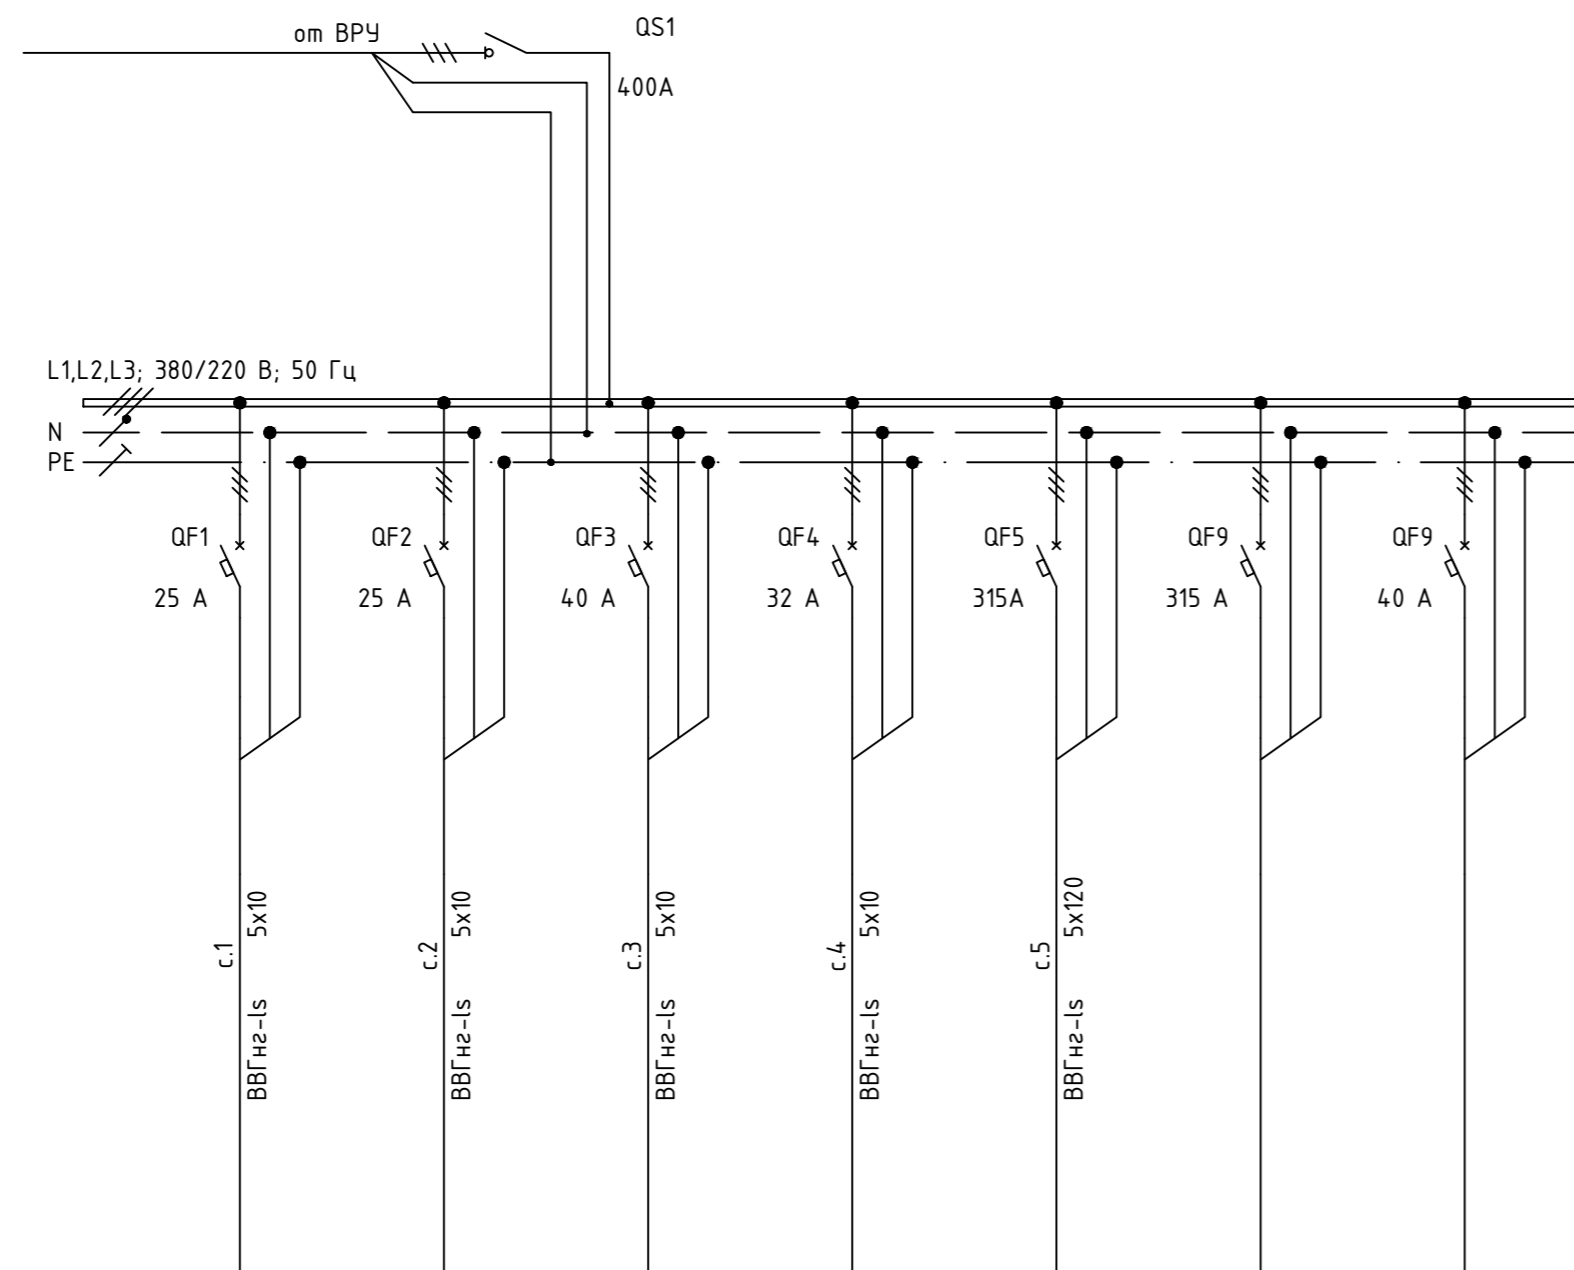 от ВРУ
QS1
400А
L1,L2,L3; 380/220 В; 50 Гц
N
PE
QF1
25 А
QF2
25 А
QF3
40 А
QF4
32 А
QF5
315А
QF9
315 А
QF9
40 А
с.1
ВВГнг-ls 5х10
с.2
ВВГнг-ls 5х10
с.3
ВВГнг-ls 5х10
с.4
ВВГнг-ls 5х10
с.5
ВВГнг-ls 5х120